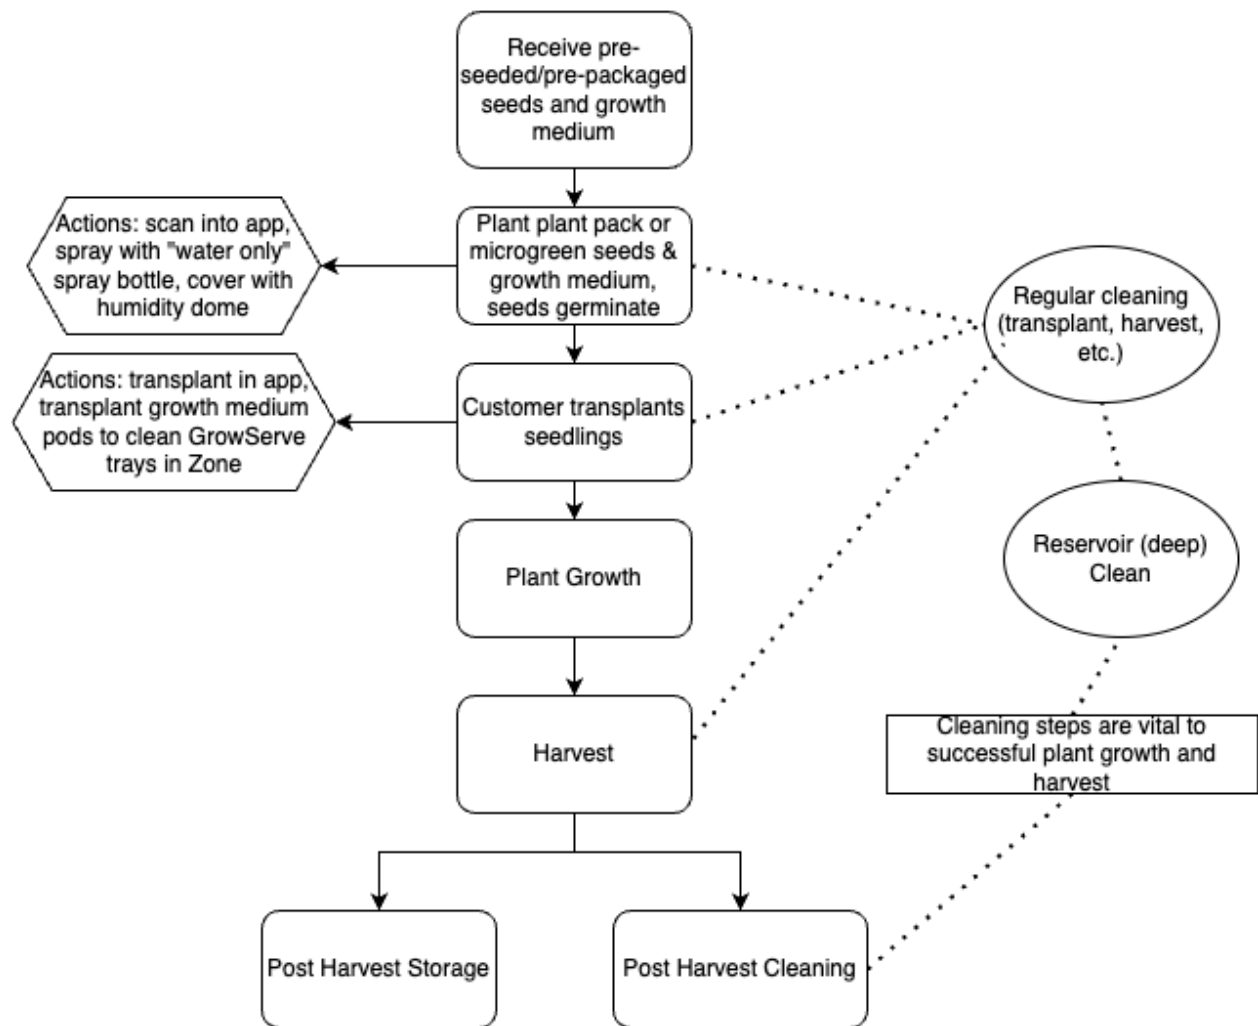 Receive pre-
seeded/pre-packaged
seeds and growth
medium
Actions: scan into app,
spray with "water only"
spray bottle, cover with
humidity dome
Plant plant pack or
microgreen seeds &
growth medium,
seeds germinate
Regular cleaning
(transplant, harvest,
etc.)
Actions: transplant in app,
transplant growth medium
pods to clean GrowServe
trays in Zone
Customer transplants
seedlings
Plant Growth
Reservoir (deep)
Clean
Harvest
Cleaning steps are vital to
successful plant growth and
harvest
Post Harvest Storage
Post Harvest Cleaning